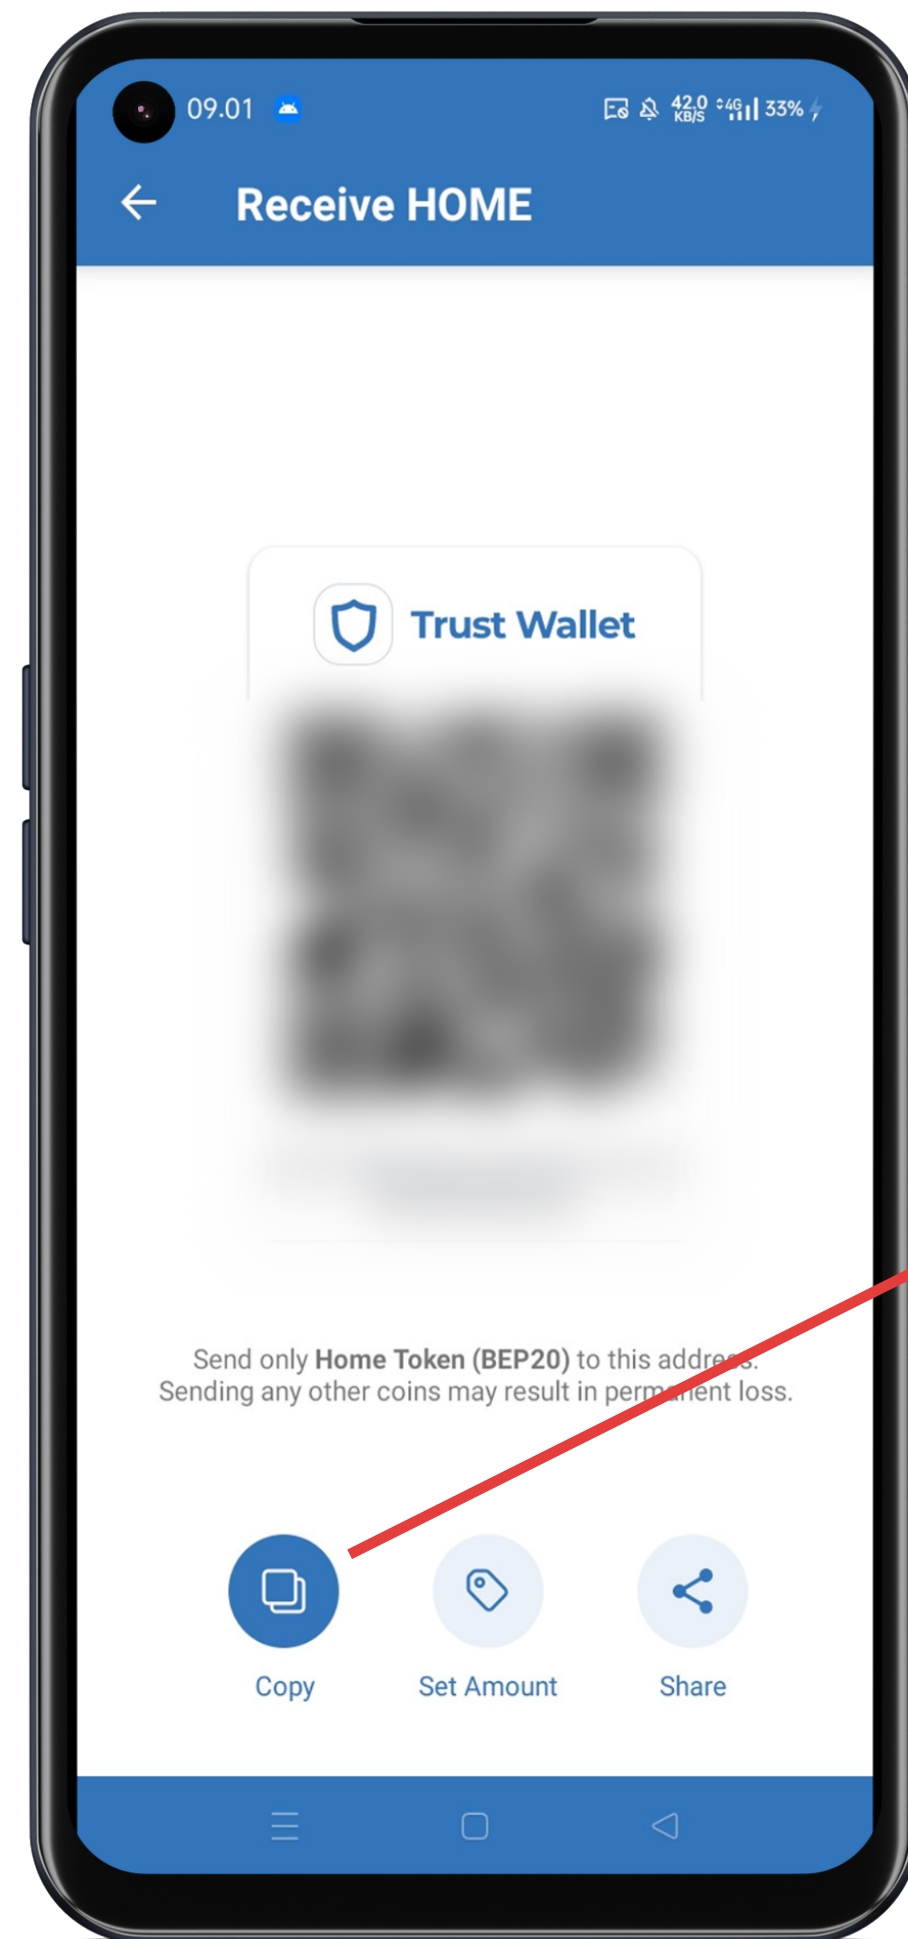 09.01
42.0 KB/S 4G 33%
Receive HOME
Trust Wallet
Send only Home Token (BEP20) to this address.
Sending any other coins may result in permanent loss.
Copy Set Amount Share